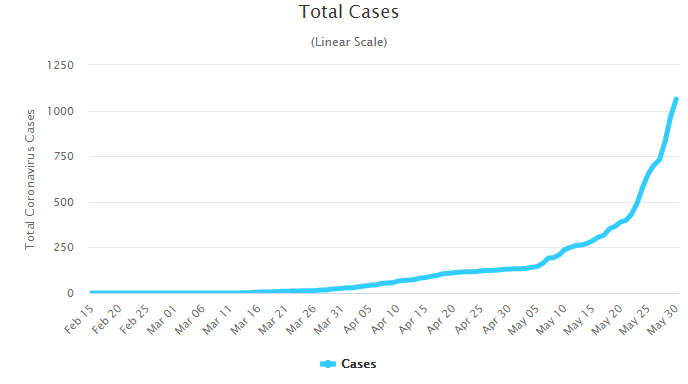 Total Cases
(Linear Scale)
Total Coronavirus Cases
1250
1000
750
500
250
0
Feb 15
Feb 20
Feb 25
Mar 01
Mar 06
Mar 11
Mar 16
Mar 21
Mar 26
Mar 31
Apr 05
Apr 10
Apr 15
Apr 20
Apr 25
Apr 30
May 05
May 10
May 15
May 20
May 25
May 30
Cases